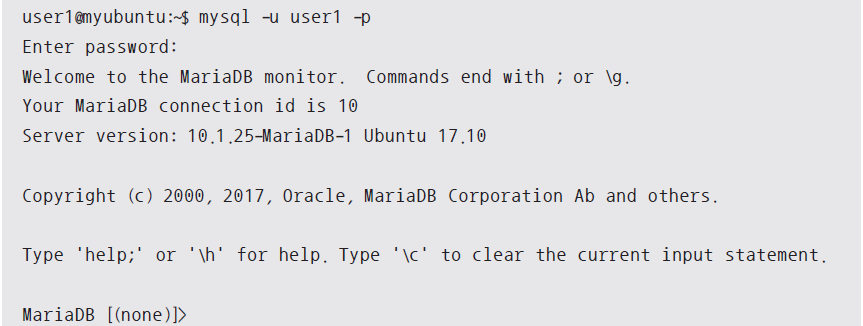 user1@myubuntu:~$ mysql -u user1 -p
Enter password:
Welcome to the MariaDB monitor.  Commands end with ; or \g.
Your MariaDB connection id is 10
Server version: 10.1.25-MariaDB-1 Ubuntu 17.10
Copyright (c) 2000, 2017, Oracle, MariaDB Corporation Ab and others.
Type 'help;' or '\h' for help. Type '\c' to clear the current input statement.
MariaDB [(none)]>